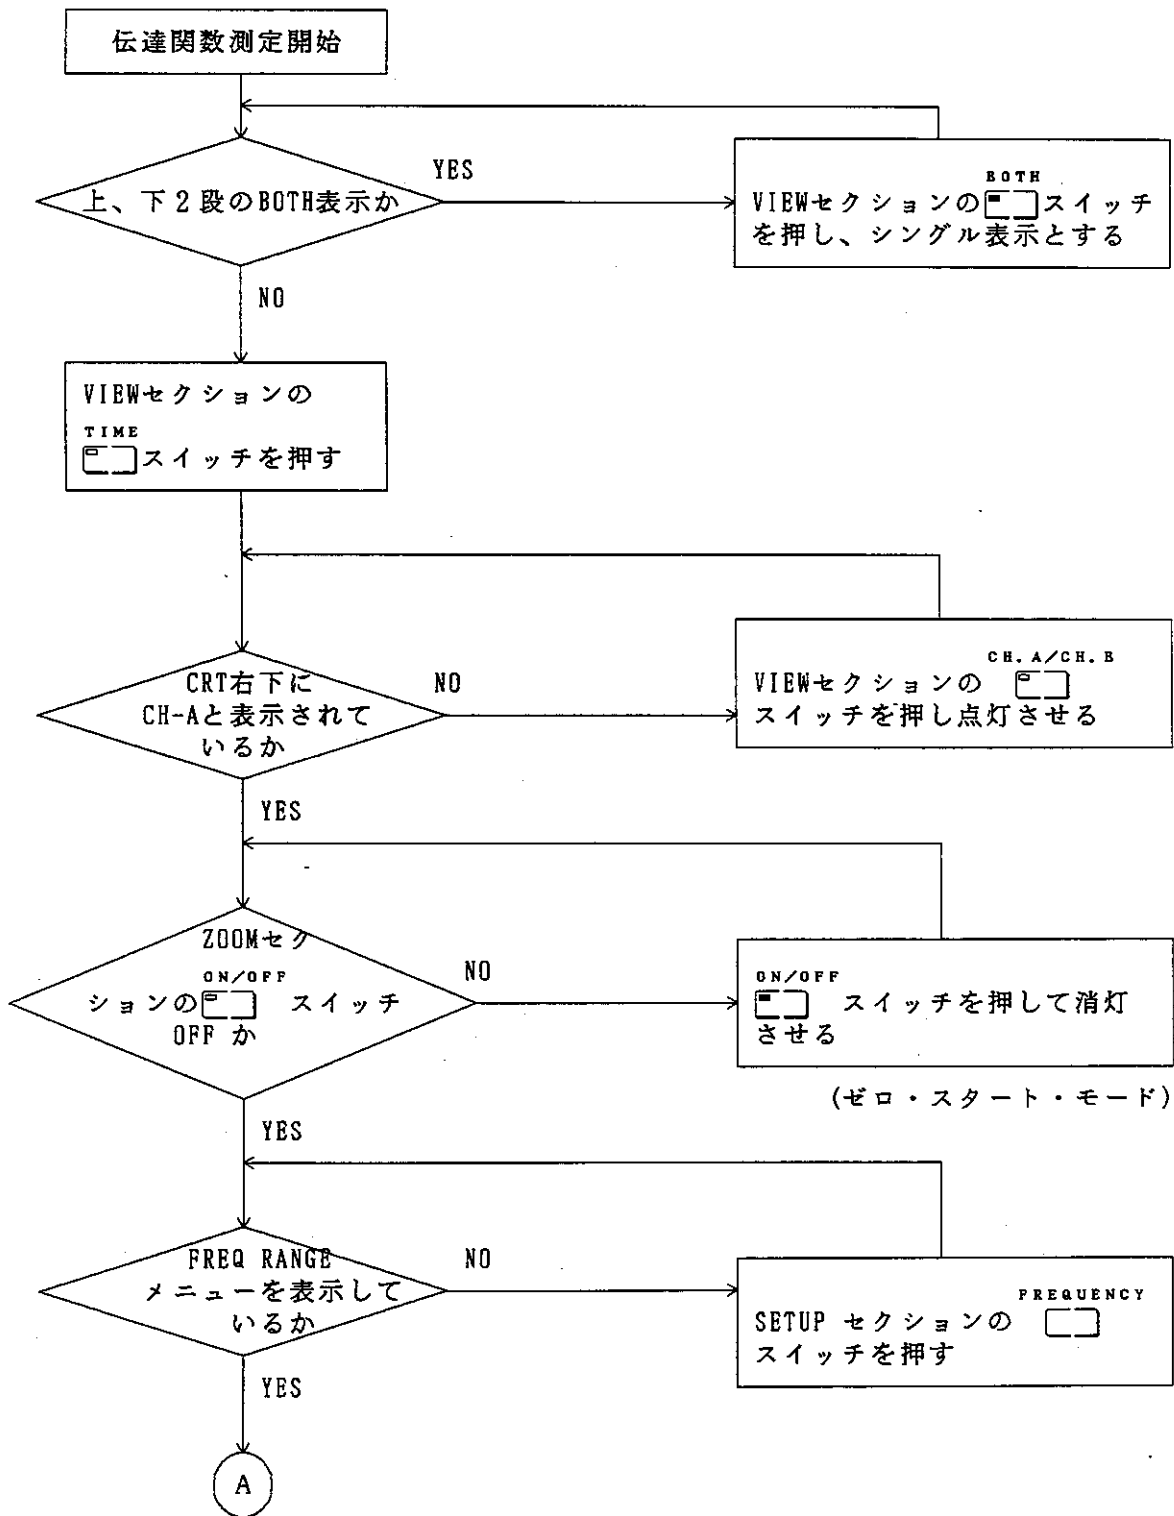 伝達関数測定開始
上、下2段のBOTH表示か
YES
BOTH
VIEWセクションの スイッチ
を押し、シングル表示とする
NO
VIEWセクションの
TIME
スイッチを押す
CRT右下に
CH-Aと表示されて
いるか
NO
CH. A/CH. B
VIEWセクションの
スイッチを押し点灯させる
YES
ZOOMセク
ON/OFF
ションの スイッチ
OFF か
NO
ON/OFF
スイッチを押して消灯
させる
(ゼロ・スタート・モード)
YES
FREQ RANGE
メニューを表示して
いるか
NO
FREQUENCY
SETUP セクションの
スイッチを押す
YES
A